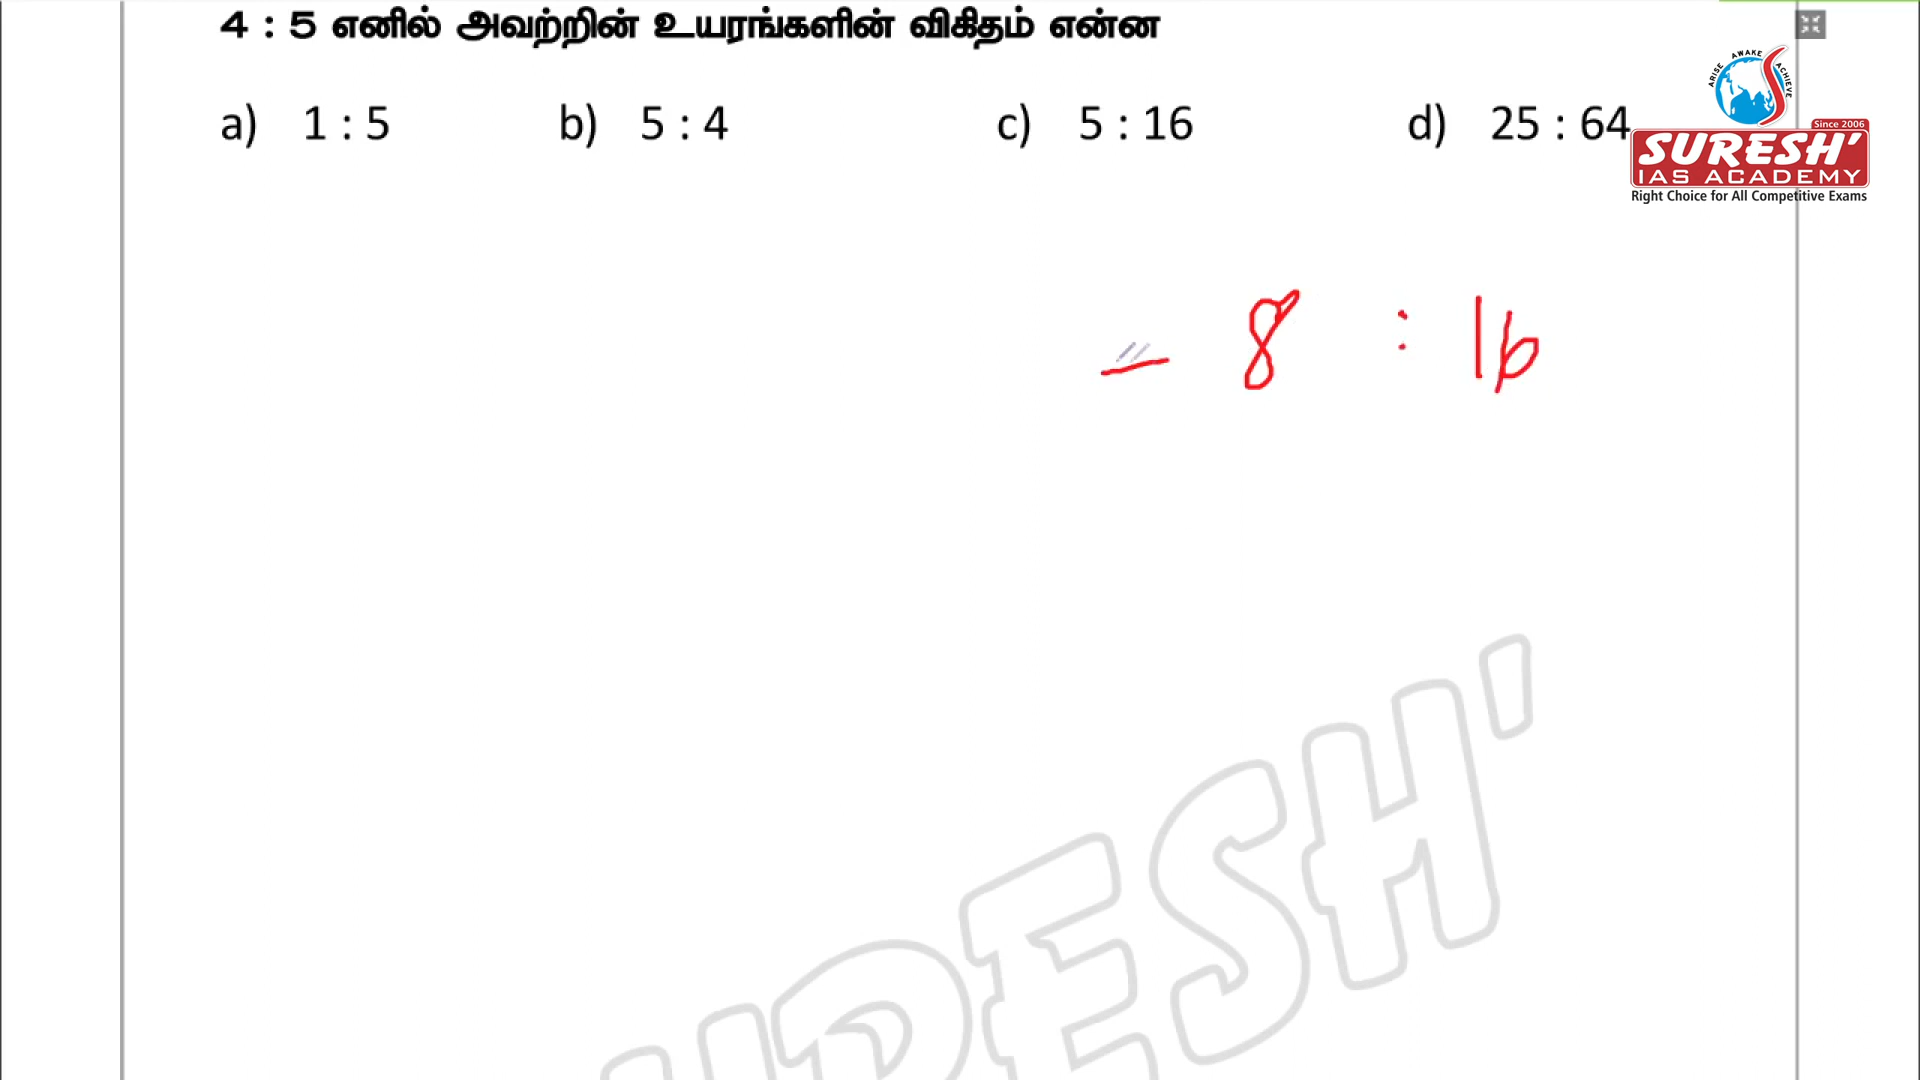 4 : 5 எனில் அவற்றின் உயரங்களின் விகிதம் என்ன
a) 1 : 5 b) 5 : 4 c) 5 : 16 d) 25 : 64
ARISE AWAKE ACHIEVE
Since 2006
SURESH'
IAS ACADEMY
Right Choice for All Competitive Exams
8 : 16
SURESH'